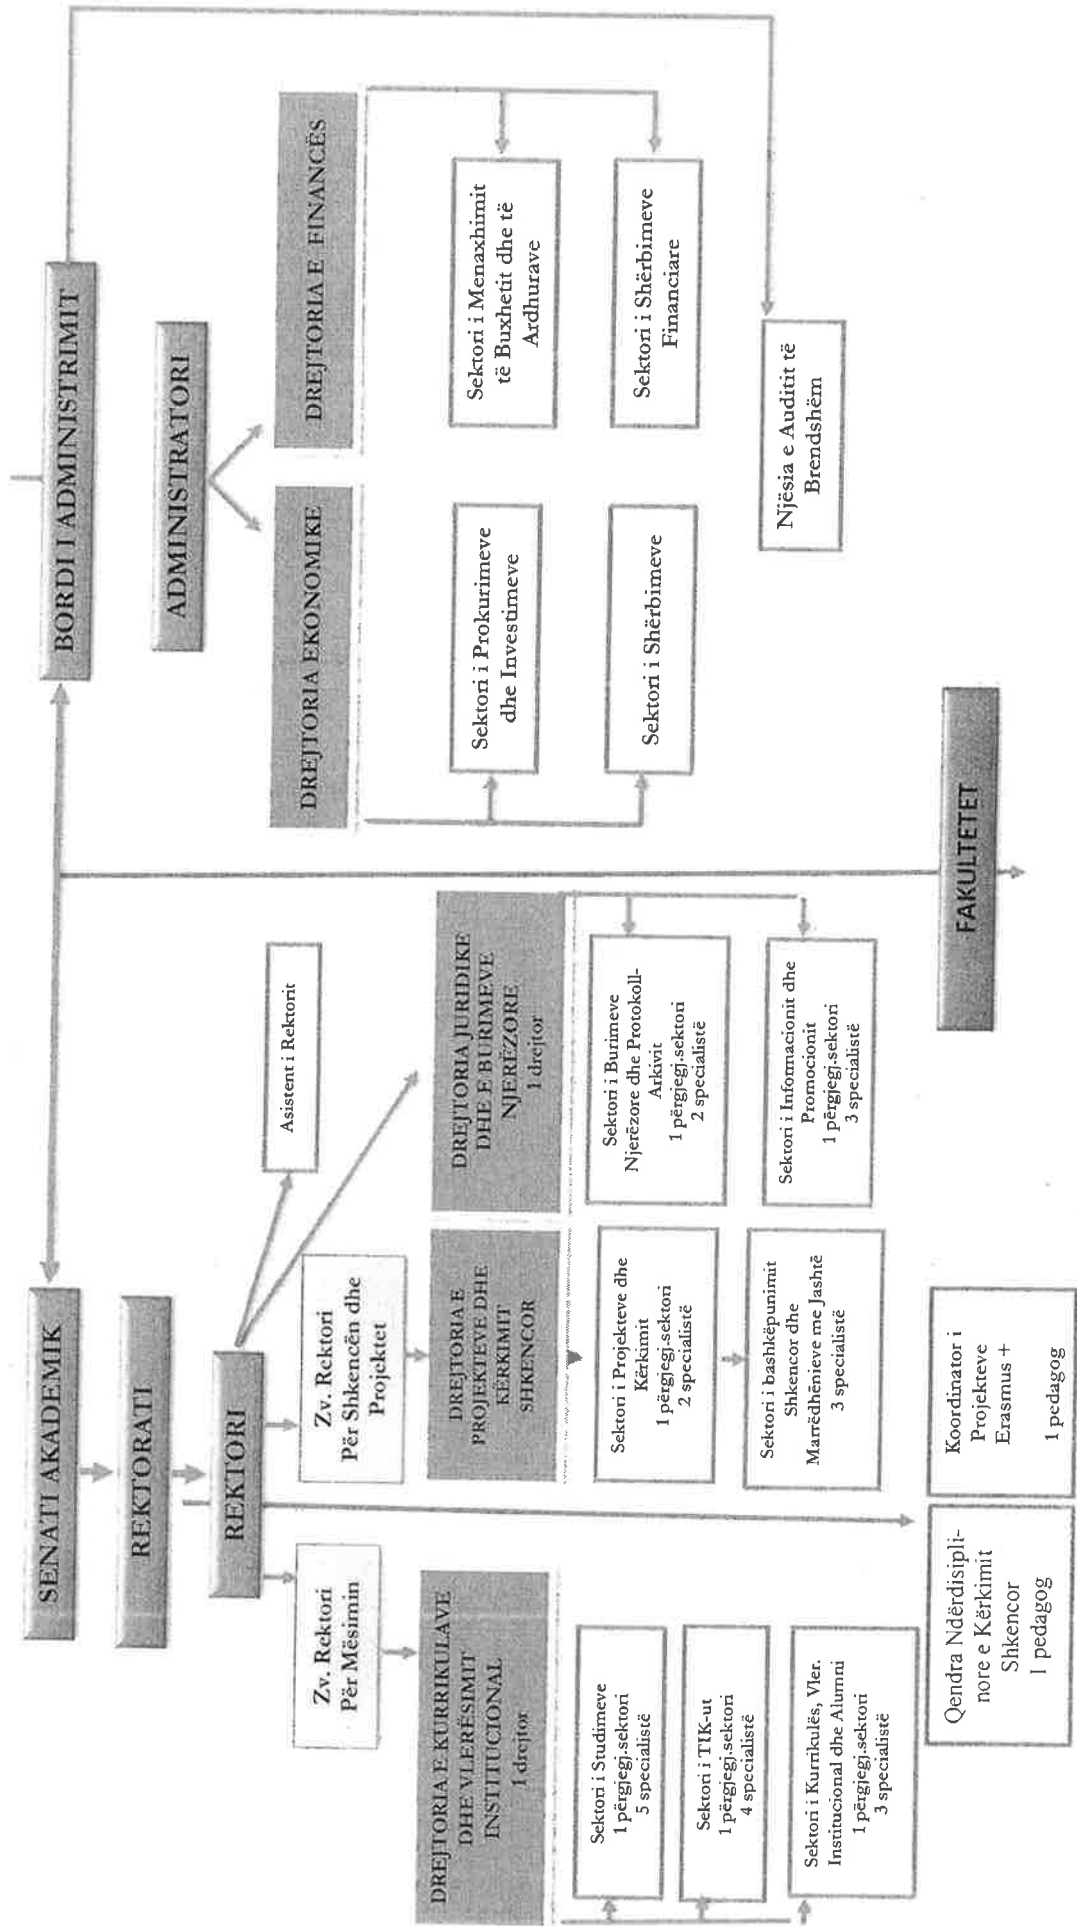 SENATI AKADEMIK
BORDI I ADMINISTRIMIT
REKTORATI
ADMINISTRATORI
REKTORI
Asistent i Rektorit
DREJTORIA EKONOMIKE
DREJTORIA E FINANCËS
Zv. Rektori
Për Mësimin
Zv. Rektori
Për Shkencën dhe
Projektet
DREJTORIA E KURRIKULAVE
DHE VLERËSIMIT
INSTITUCIONAL
1 drejtor
DREJTORIA E
PROJEKTEVE DHE
KËRKIMIT
SHKENCOR
DREJTORIA JURIDIKE
DHE E BURIMEVE
NJERËZORE
1 drejtor
Sektori i Prokurimeve
dhe Investimeve
Sektori i Menaxhimit
të Buxhetit dhe të
Ardhurave
Sektori i Studimeve
1 përgjegj.sektori
5 specialistë
Sektori i Projekteve dhe
Kërkimit
1 përgjegj.sektori
2 specialistë
Sektori i Burimeve
Njerëzore dhe Protokoll-
Arkivit
1 përgjegj.sektori
2 specialistë
Sektori i Shërbimeve
Sektori i Shërbimeve
Financiare
Sektori i TIK-ut
1 përgjegj.sektori
4 specialistë
Sektori i bashkëpunimit
Shkencor dhe
Marrëdhënieve me Jashtë
3 specialistë
Sektori i Informacionit dhe
Promocionit
1 përgjegj.sektori
3 specialistë
Njësia e Auditit të
Brendshëm
Sektori i Kurrikulës, Vler.
Institucional dhe Alumni
1 përgjegj.sektori
3 specialistë
Qendra Ndërdisipli-
nore e Kërkimit
Shkencor
1 pedagog
Koordinator i
Projekteve
Erasmus +
1 pedagog
FAKULTETET